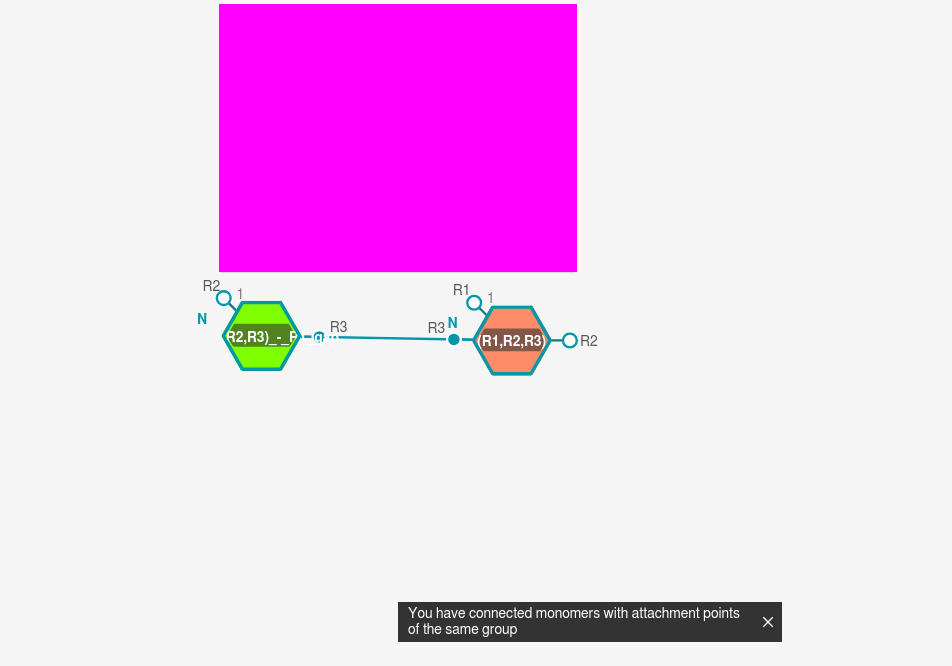 R2
1
N
R2,R3)_-_P
R3
R1
1
N
R3
(R1,R2,R3)
R2
You have connected monomers with attachment points
of the same group